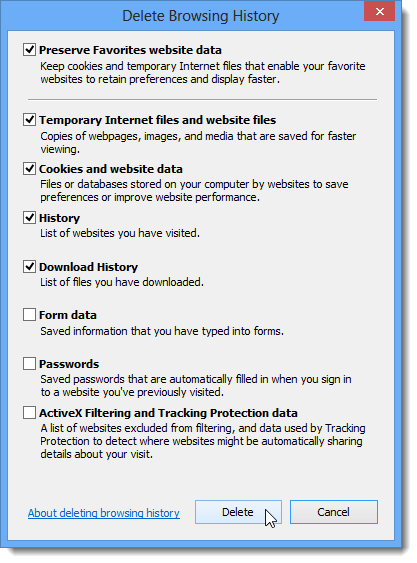 Delete Browsing History
Preserve Favorites website data
Keep cookies and temporary Internet files that enable your favorite
websites to retain preferences and display faster.
Temporary Internet files and website files
Copies of webpages, images, and media that are saved for faster
viewing.
Cookies and website data
Files or databases stored on your computer by websites to save
preferences or improve website performance.
History
List of websites you have visited.
Download History
List of files you have downloaded.
Form data
Saved information that you have typed into forms.
Passwords
Saved passwords that are automatically filled in when you sign in
to a website you've previously visited.
ActiveX Filtering and Tracking Protection data
A list of websites excluded from filtering, and data used by Tracking
Protection to detect where websites might be automatically sharing
details about your visit.
About deleting browsing history
Delete
Cancel